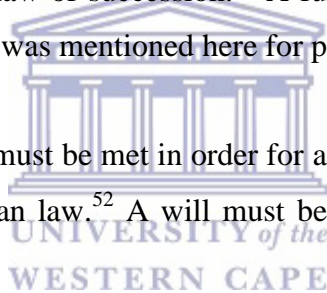 law of succession.
was mentioned here for p
must be met in order for a
an law.52 A will must be
UNIVERSITY of the
WESTERN CAPE